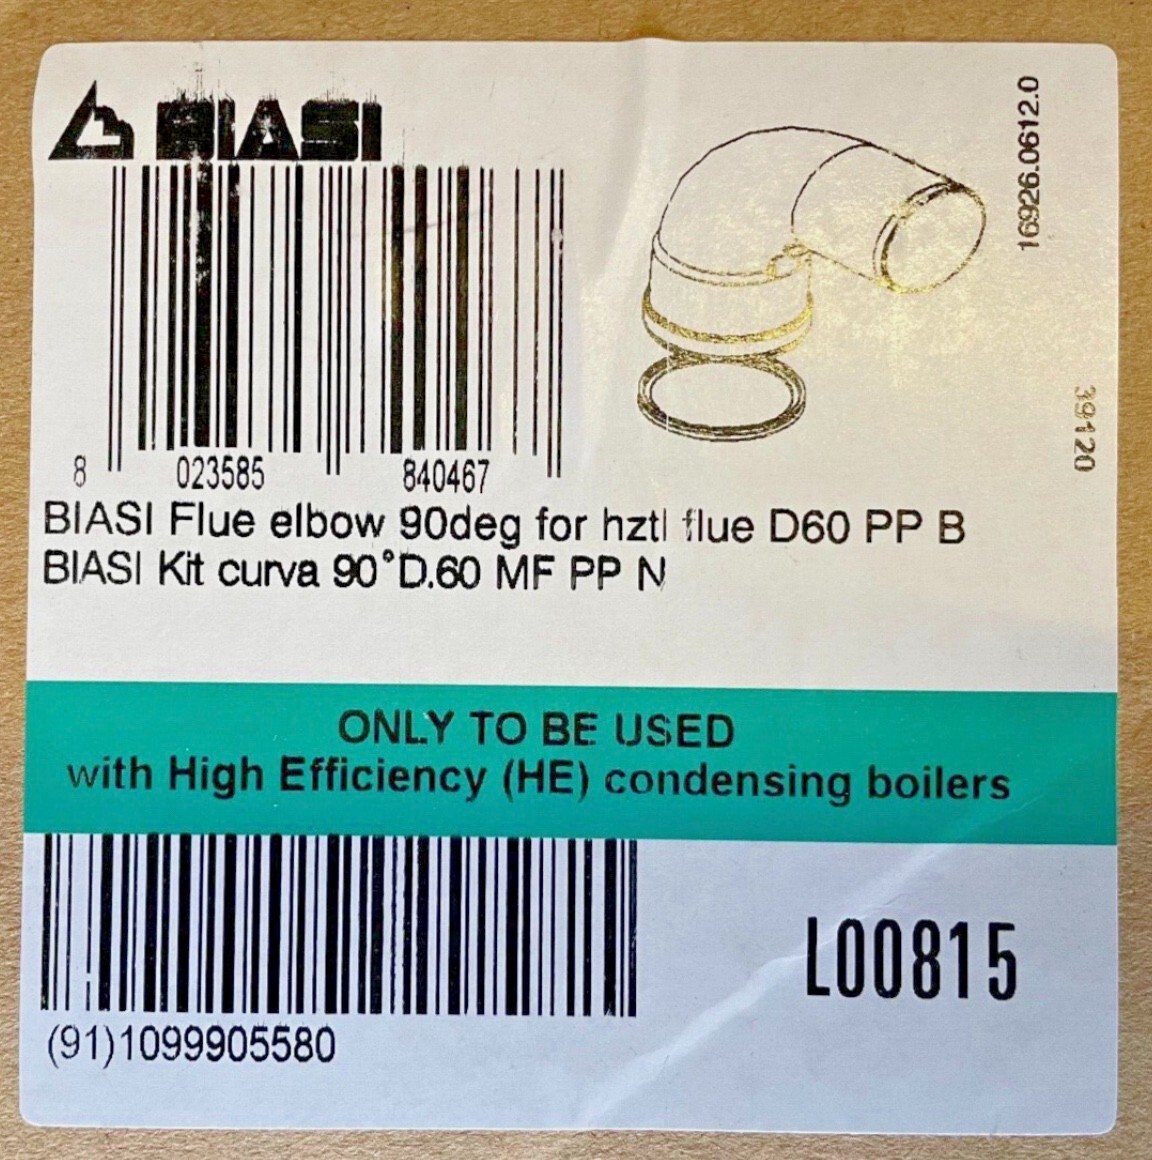 BIASI
16926.0612.0
39120
8 023585 840467
BIASI Flue elbow 90deg for hztl flue D60 PP B
BIASI Kit curva 90°D.60 MF PP N
ONLY TO BE USED
with High Efficiency (HE) condensing boilers
L00815
(91)1099905580